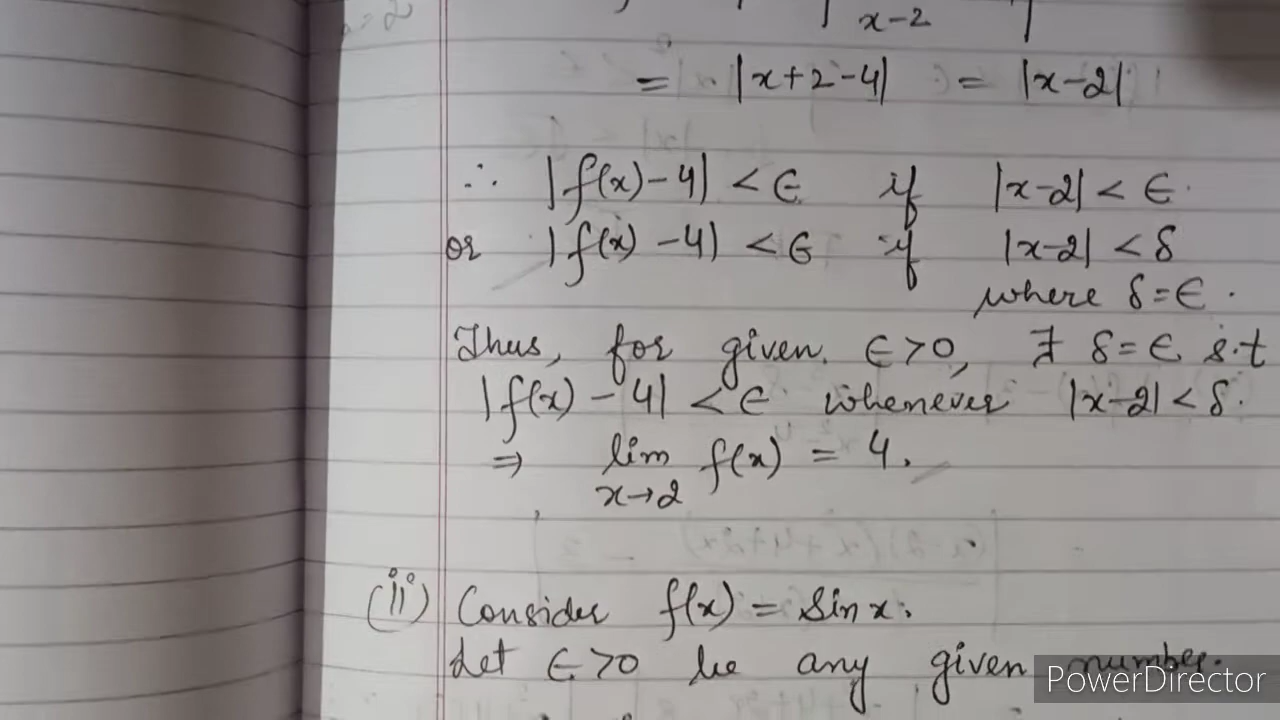 x-2
= |x+2-4| = |x-2|
∴ |f(x)-4| < ∈ if |x-2| < ∈.
or |f(x)-4| < ∈ if |x-2| < δ
where δ=∈.
Thus, for given. ∈>0, ∃ δ=∈ s.t
|f(x)-4| < ∈ whenever |x-2| < δ.
⇒ lim f(x) = 4.
x→2
(ii) Consider f(x) = Sin x.
Let ∈>0 be any given number.
PowerDirector